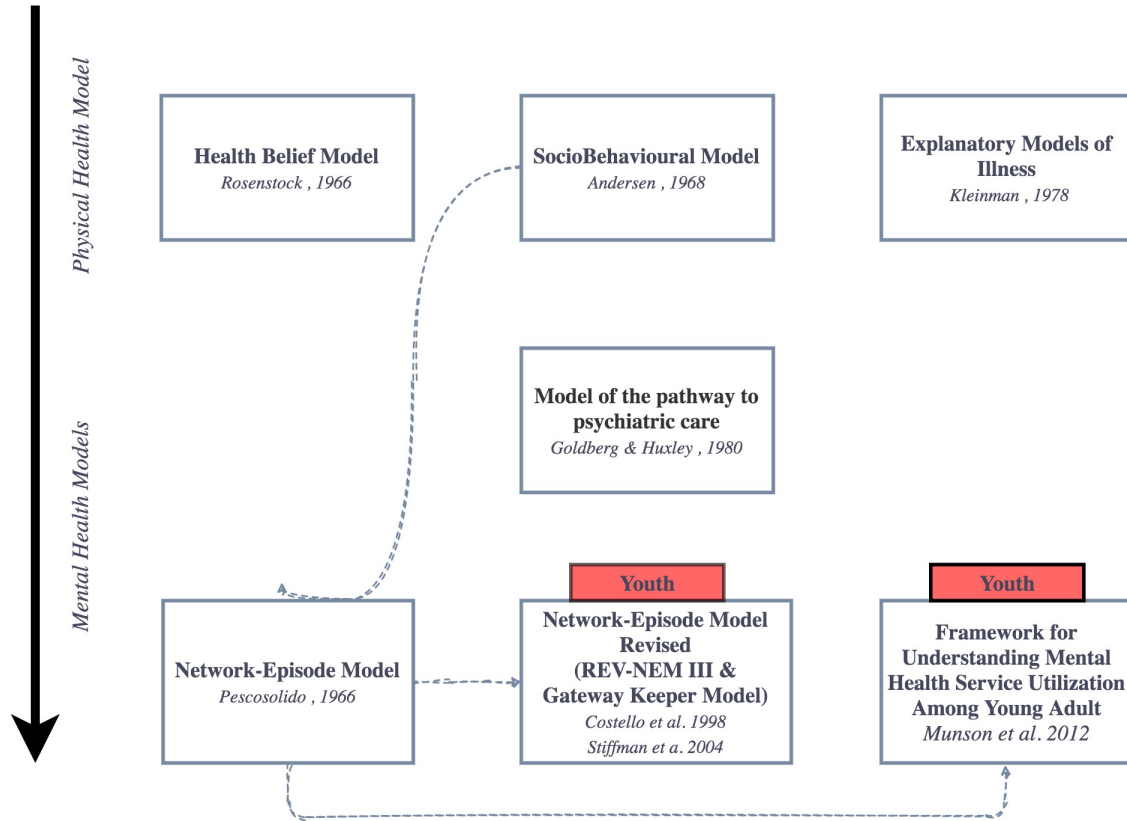 Physical Health Model
Health Belief Model
Rosenstock , 1966
SocioBehavioural Model
Andersen , 1968
Explanatory Models of
Illness
Kleinman , 1978
Mental Health Models
Model of the pathway to
psychiatric care
Goldberg & Huxley , 1980
Network-Episode Model
Pescosolido , 1966
Youth
Network-Episode Model
Revised
(REV-NEM III &
Gateway Keeper Model)
Costello et al. 1998
Stiffman et a. 2004
Youth
Framework for
Understanding Mental
Health Service Utilization
Among Young Adult
Munson et al. 2012